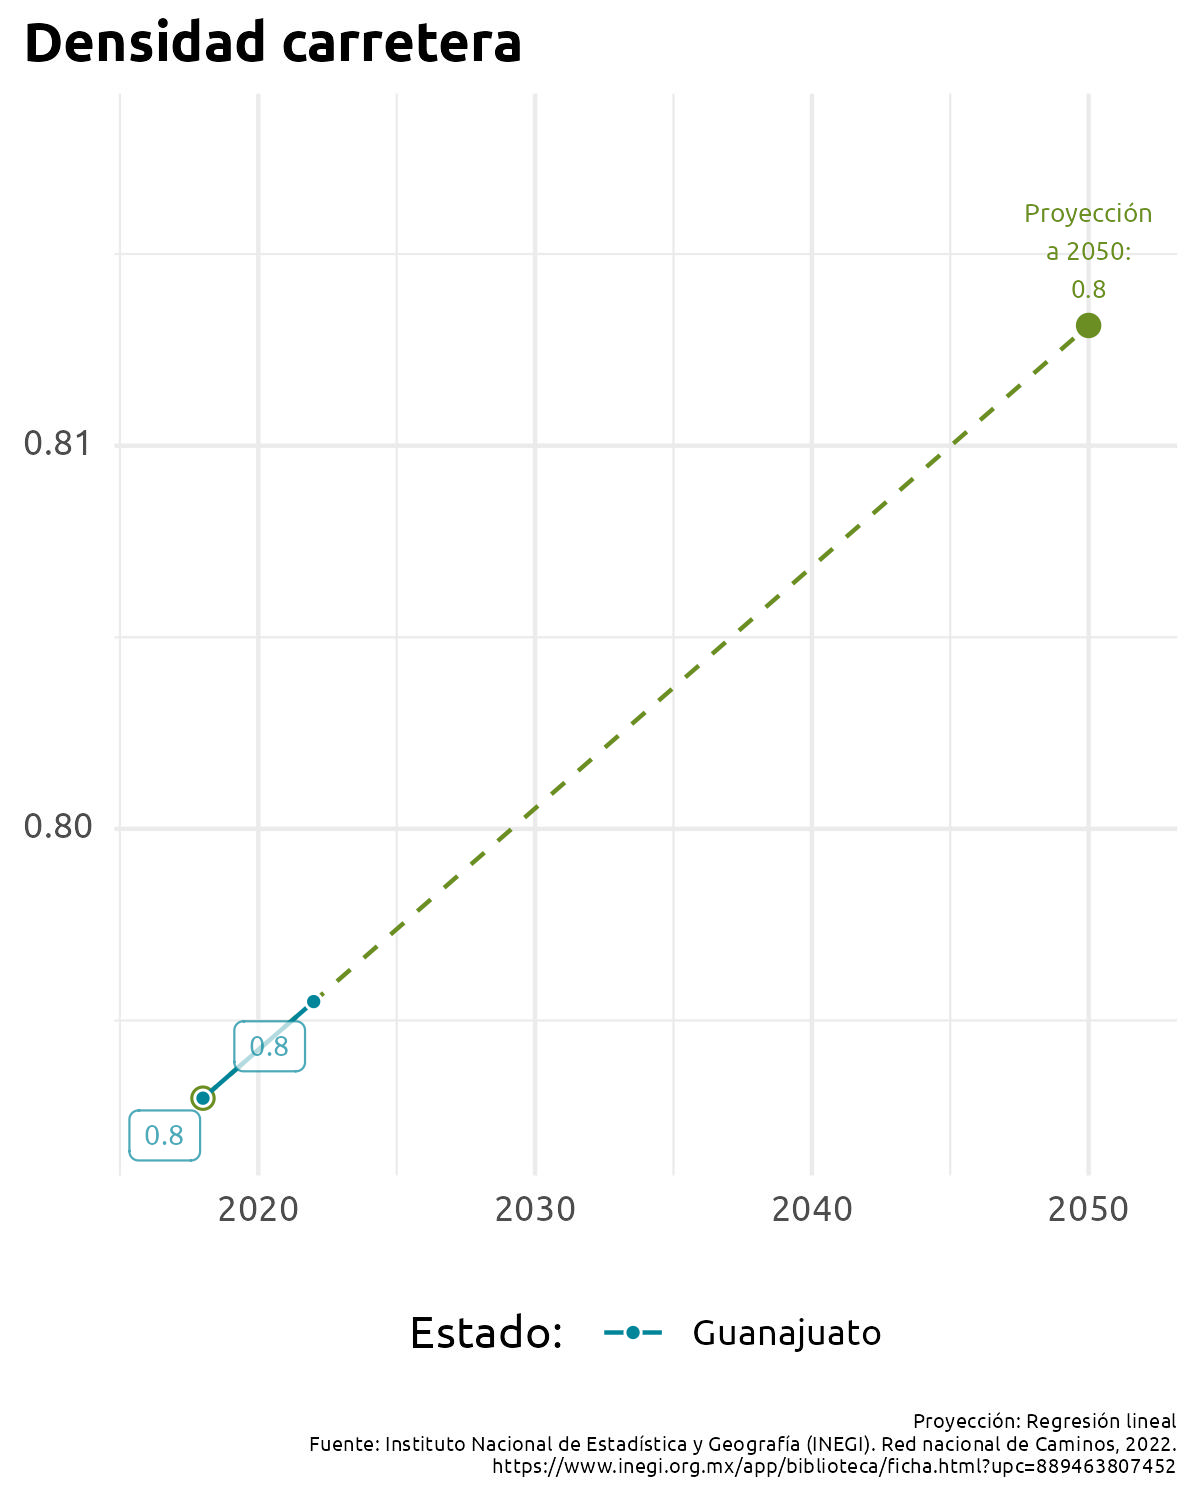 Densidad carretera
Proyección
a 2050:
0.8
0.81
0.80
0.8
0.8
2020 2030 2040 2050
Estado: Guanajuato
Proyección: Regresión lineal
Fuente: Instituto Nacional de Estadística y Geografía (INEGI). Red nacional de Caminos, 2022.
https://www.inegi.org.mx/app/biblioteca/ficha.html?upc=889463807452